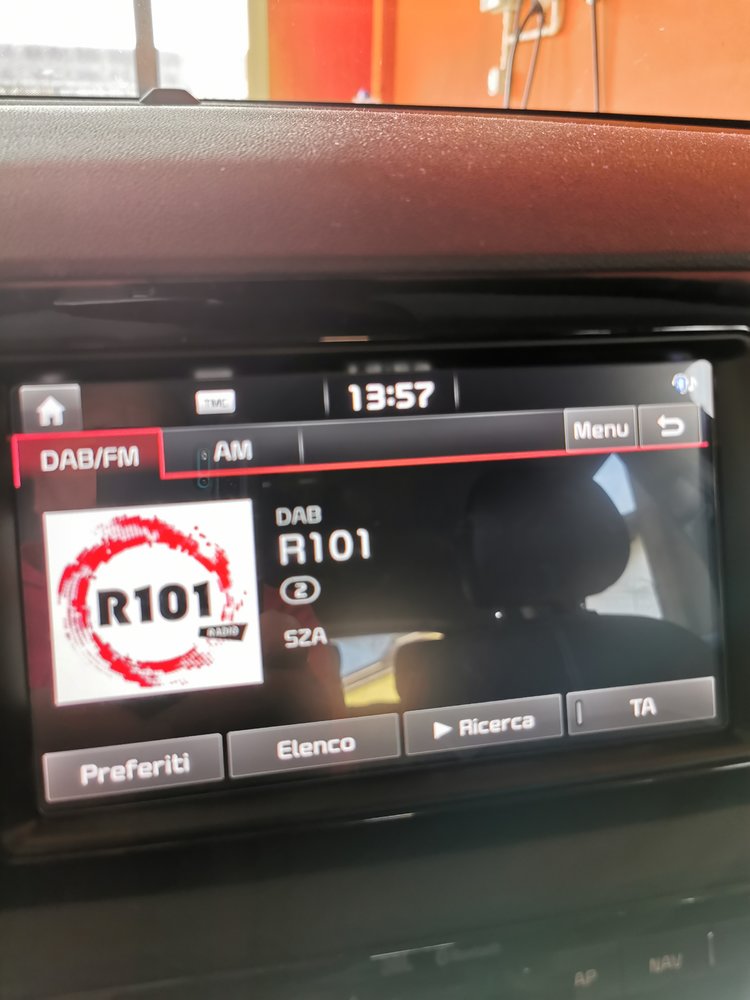 TMC 13:57
DAB/FM AM Menu
DAB
R101
2
SZA
R101
RADIO
Preferiti Elenco Ricerca TA
NAV